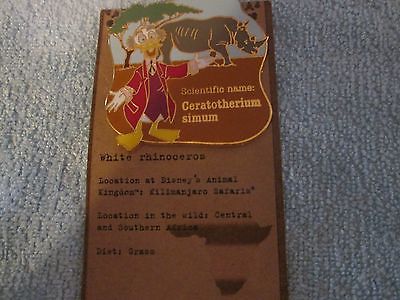 Scientific name:
Ceratotherium
simum
White rhinoceros
Location at Disney's Animal
Kingdom™: Kilimanjaro Safaris®
Location in the wild: Central
and Southern Africa
Diet: Grass